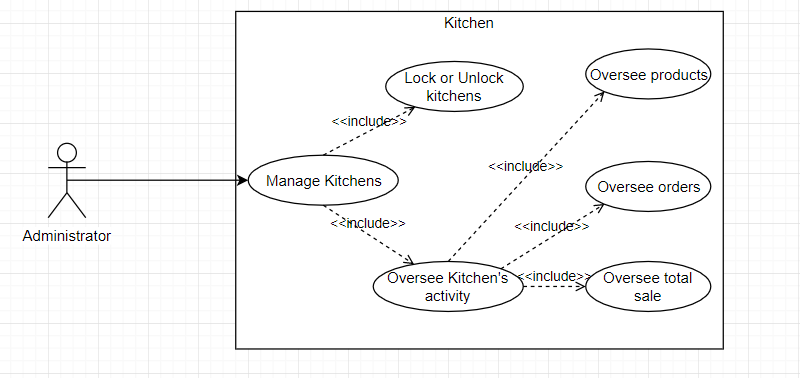 Kitchen
Lock or Unlock
kitchens
Oversee products
<<include>>
<<include>>
Manage Kitchens
Oversee orders
<<include>>
<<include>>
Administrator
Oversee Kitchen's
activity
<<include>>
Oversee total
sale